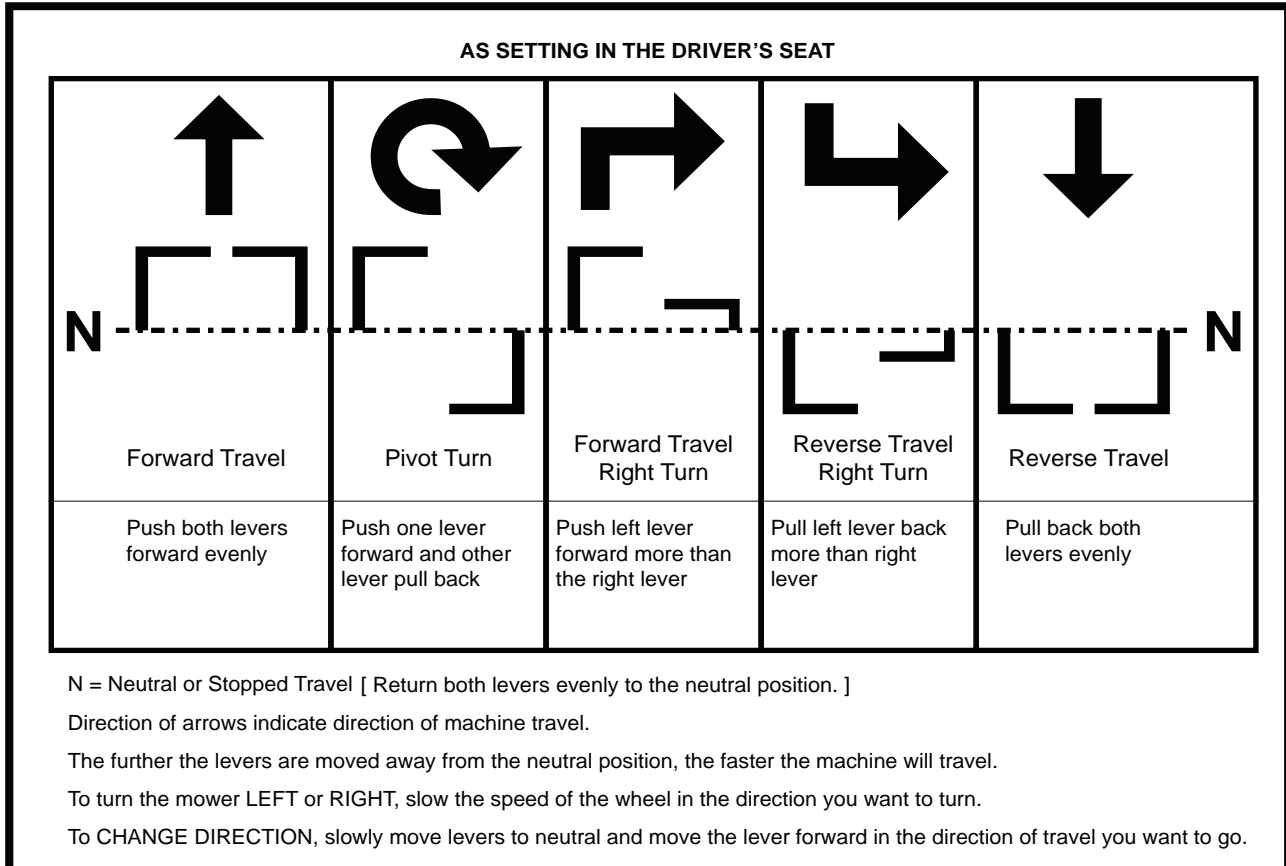 AS SETTING IN THE DRIVER'S SEAT
N
N
Forward Travel
Pivot Turn
Forward Travel
Right Turn
Reverse Travel
Right Turn
Reverse Travel
Push both levers
forward evenly
Push one lever
forward and other
lever pull back
Push left lever
forward more than
the right lever
Pull left lever back
more than right
lever
Pull back both
levers evenly
N = Neutral or Stopped Travel [ Return both levers evenly to the neutral position. ]
Direction of arrows indicate direction of machine travel.
The further the levers are moved away from the neutral position, the faster the machine will travel.
To turn the mower LEFT or RIGHT, slow the speed of the wheel in the direction you want to turn.
To CHANGE DIRECTION, slowly move levers to neutral and move the lever forward in the direction of travel you want to go.